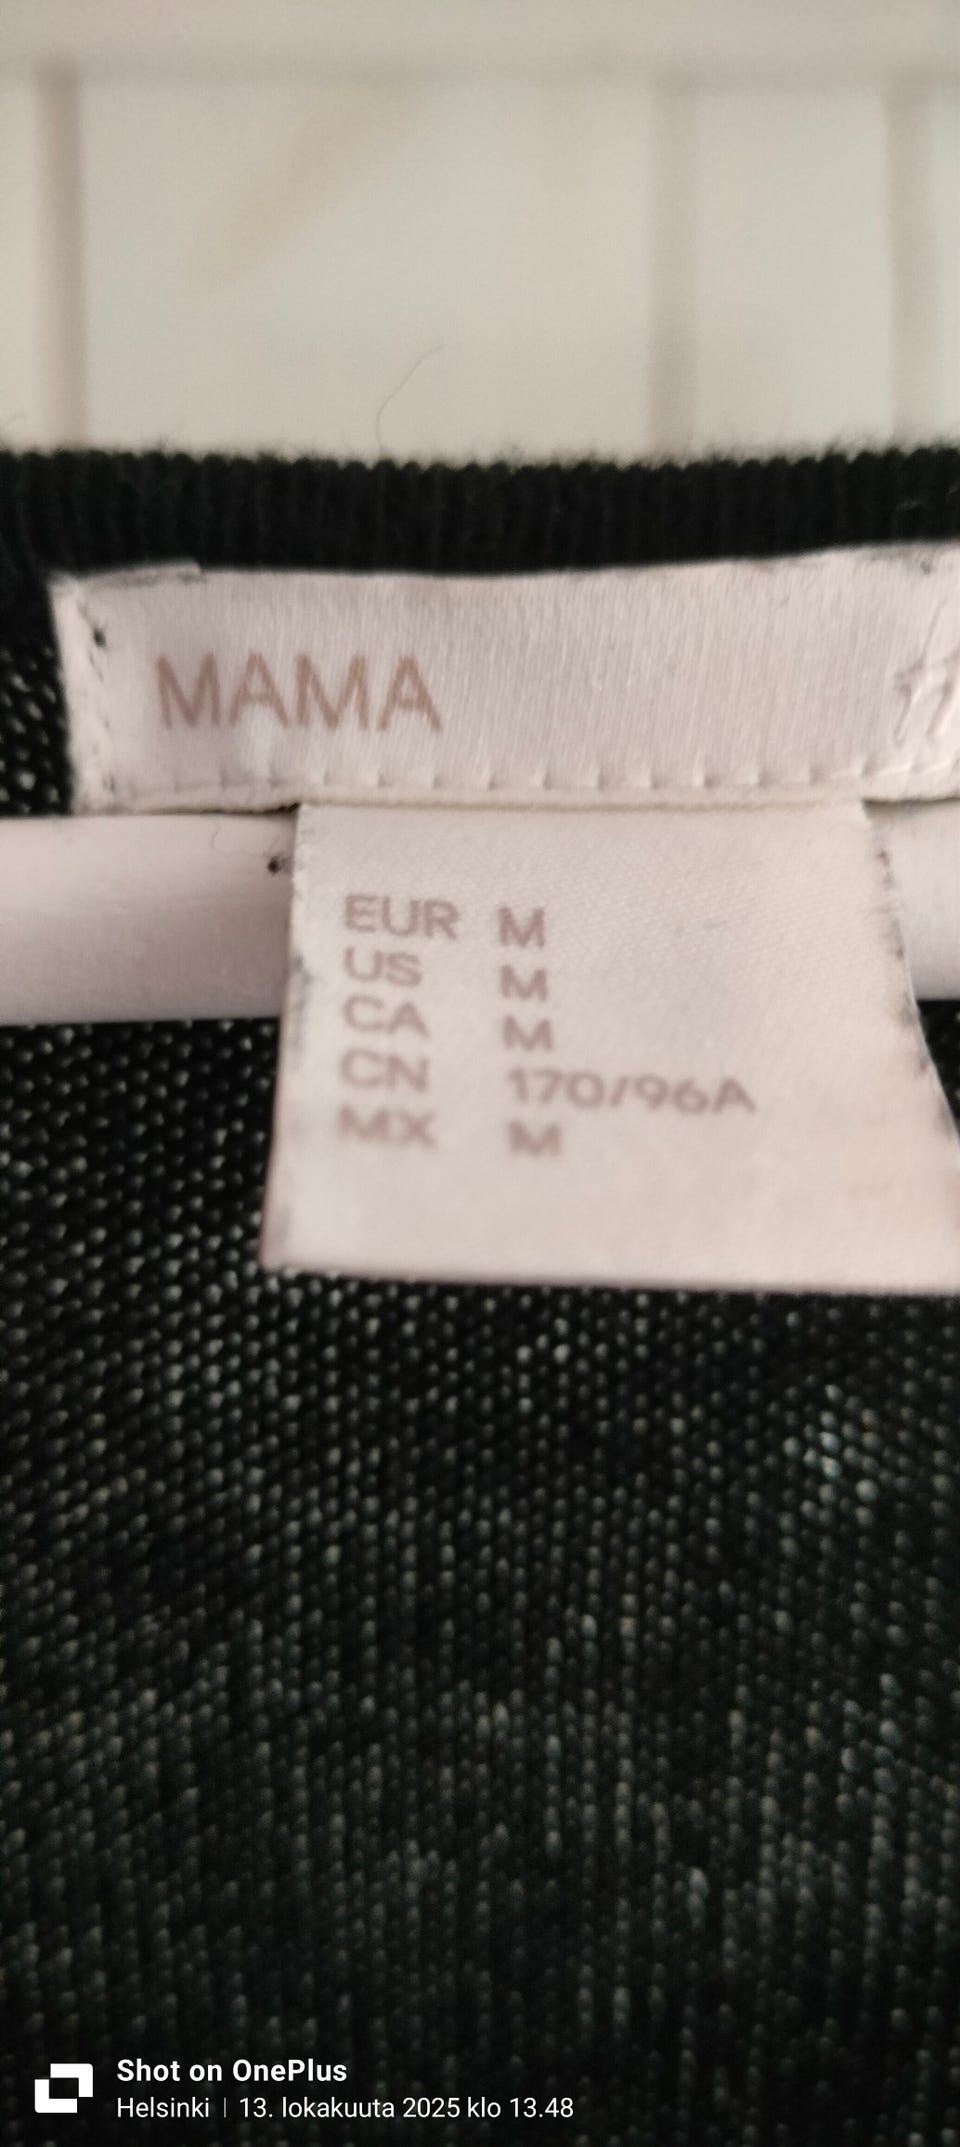 MAMA
EUR M
US M
CA M
CN 170/96A
MX M
Shot on OnePlus
Helsinki | 13. lokakuuta 2025 klo 13.48